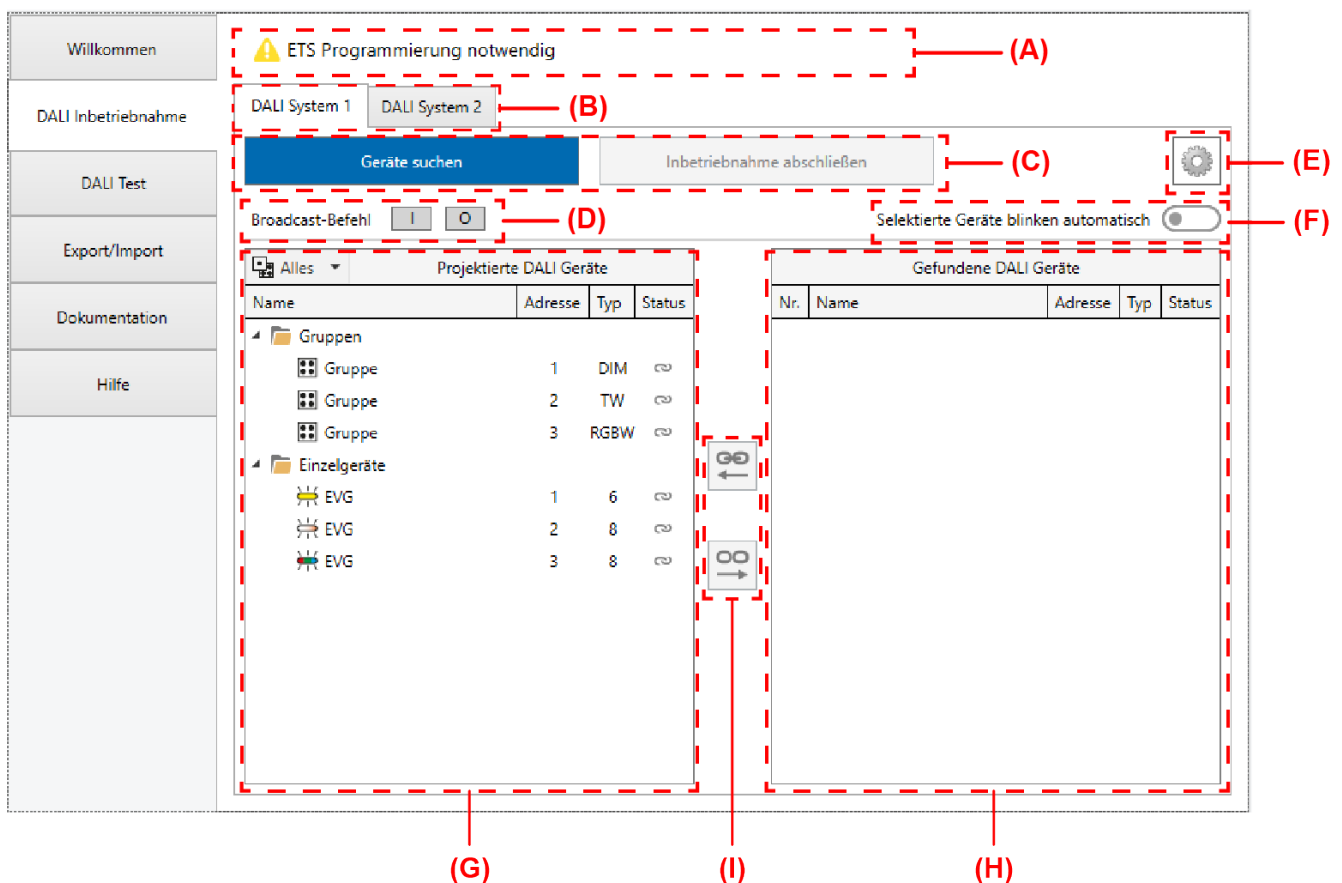 Willkommen
DALI Inbetriebnahme
DALI Test
Export/Import
Dokumentation
Hilfe
ETS Programmierung notwendig
(A)
DALI System 1 DALI System 2
(B)
Geräte suchen Inbetriebnahme abschließen
(C)
(E)
Broadcast-Befehl I O
(D)
Selektierte Geräte blinken automatisch
(F)
Alles Projektierte DALI Geräte
Name Adresse Typ Status
Gruppen
Gruppe 1 DIM
Gruppe 2 TW
Gruppe 3 RGBW
Einzelgeräte
EVG 1 6
EVG 2 8
EVG 3 8
Gefundene DALI Geräte
Nr. Name Adresse Typ Status
(G) (I) (H)